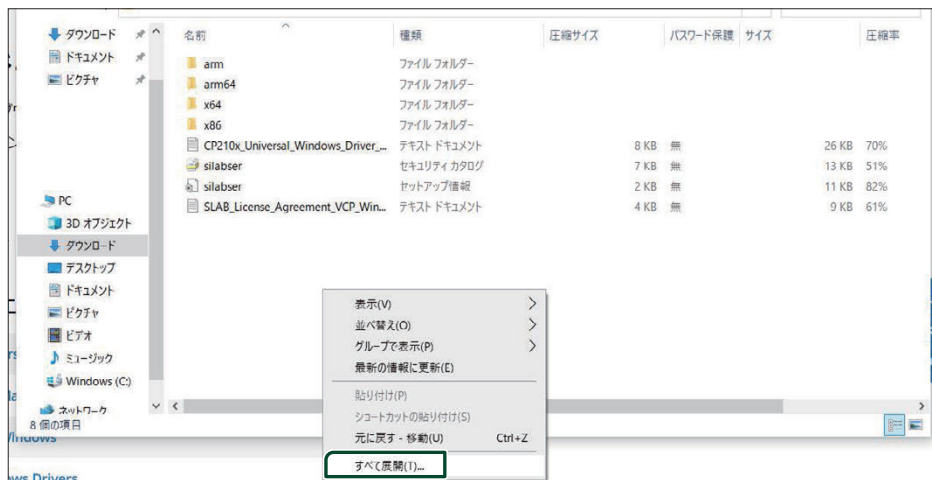 ダウンロード
ドキュメント
ピクチャ
PC
3D オブジェクト
ダウンロード
デスクトップ
ドキュメント
ピクチャ
ビデオ
ミュージック
Windows (C:)
ネットワーク
8 個の項目
名前 種類 圧縮サイズ パスワード保護 サイズ 圧縮率
arm ファイル フォルダー
arm64 ファイル フォルダー
x64 ファイル フォルダー
x86 ファイル フォルダー
CP210x_Universal_Windows_Driver_... テキスト ドキュメント 8 KB 無 26 KB 70%
silabser セキュリティ カタログ 7 KB 無 13 KB 51%
silabser セットアップ情報 2 KB 無 11 KB 82%
SLAB_License_Agreement_VCP_Win... テキスト ドキュメント 4 KB 無 9 KB 61%
表示(V)
並べ替え(O)
グループで表示(P)
最新の情報に更新(E)
貼り付け(P)
ショートカットの貼り付け(S)
元に戻す - 移動(U) Ctrl+Z
すべて展開(T)...
ws Drivers